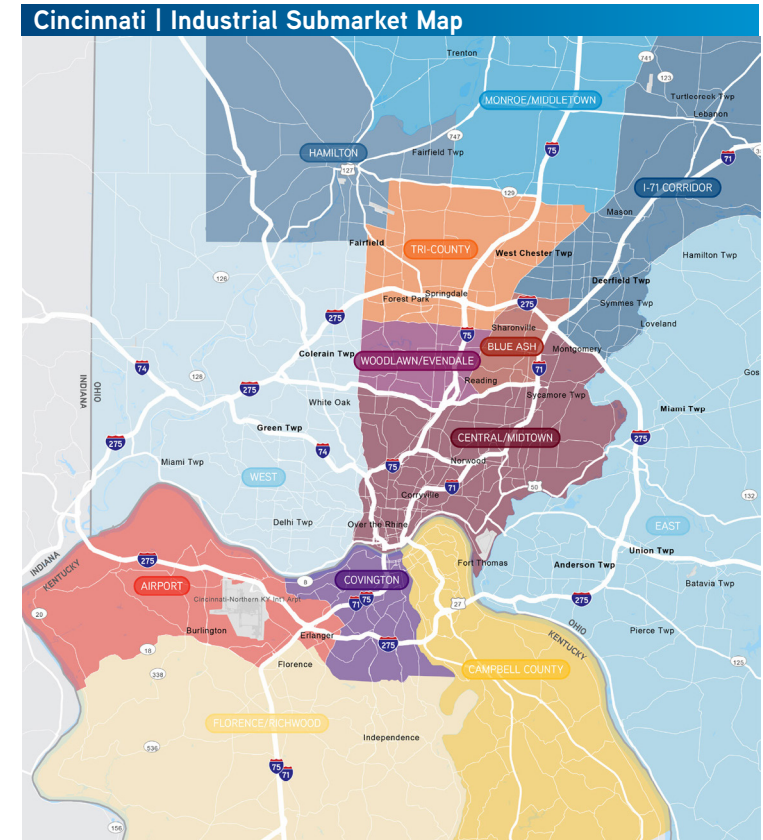 Cincinnati | Industrial Submarket Map
Trenton
741
123
MONROE/MIDDLETOWN
Turtlecreek Twp
Lebanon
747
75
HAMILTON
Fairfield Twp
71
127
129
I-71 CORRIDOR
Mason
Fairfield
TRI-COUNTY
West Chester Twp
Hamilton Twp
126
Deerfield Twp
Forest Park
Springdale
275
Symmes Twp
275
Loveland
Sharonville
75
Colerain Twp
WOODLAWN/EVENDALE
BLUE ASH
Montgomery
74
71
Gos
128
INDIANA
OHIO
275
Reading
Sycamore Twp
White Oak
Miami Twp
Green Twp
CENTRAL/MIDTOWN
275
275
74
Miami Twp
75
Norwood
WEST
71
50
132
Corryville
Delhi Twp
Over the Rhine
EAST
INDIANA
KENTUCKY
275
Fort Thomas
Anderson Twp
Union Twp
AIRPORT
8
COVINGTON
Batavia Twp
Cincinnati-Northern KY Int'l Arpt
71
75
27
275
20
Burlington
Erlanger
OHIO
KENTUCKY
Pierce Twp
18
275
Florence
125
338
CAMPBELL COUNTY
FLORENCE/RICHWOOD
Independence
536
75
71
156